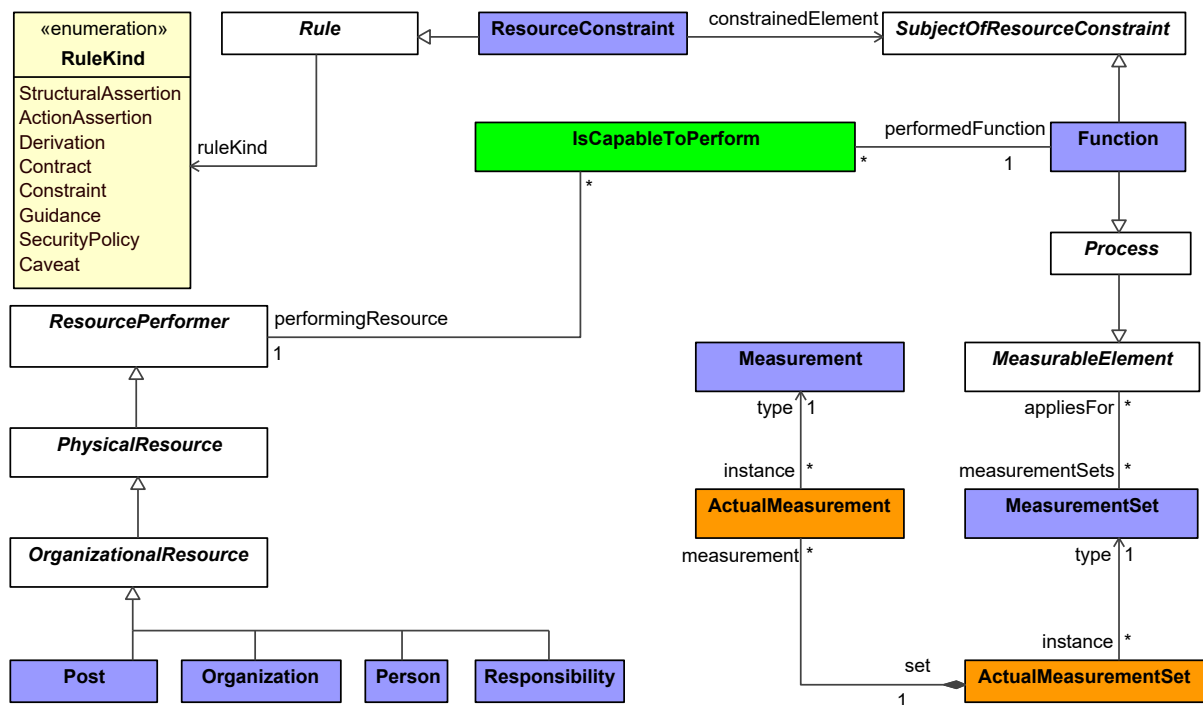 «enumeration»
RuleKind
StructuralAssertion
ActionAssertion
Derivation
Contract
Constraint
Guidance
SecurityPolicy
Caveat
Rule
ruleKind
ResourceConstraint
constrainedElement
SubjectOfResourceConstraint
IsCapableToPerform
performedFunction
*
1
Function
*
Process
ResourcePerformer
performingResource
1
Measurement
MeasurableElement
type 1
appliesFor *
PhysicalResource
instance *
measurementSets *
ActualMeasurement
MeasurementSet
OrganizationalResource
measurement *
type 1
instance *
Post
Organization
Person
Responsibility
set
1
ActualMeasurementSet